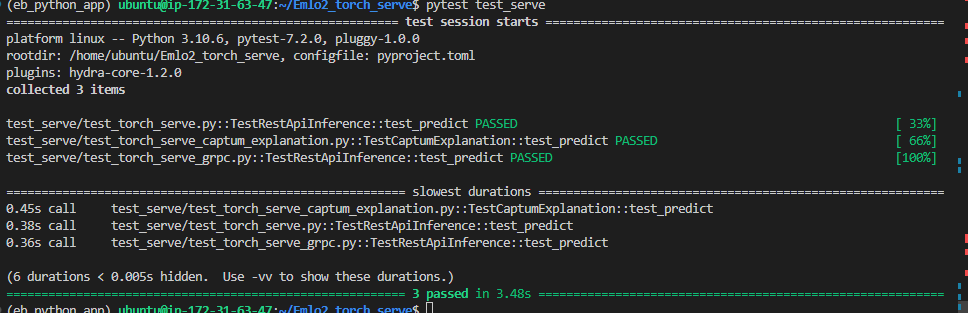 (eb_python_app) ubuntu@ip-172-31-63-47:~/Emlo2_torch_serve$ pytest test_serve
============================================== test session starts ==============================================
platform linux -- Python 3.10.6, pytest-7.2.0, pluggy-1.0.0
rootdir: /home/ubuntu/Emlo2_torch_serve, configfile: pyproject.toml
plugins: hydra-core-1.2.0
collected 3 items
test_serve/test_torch_serve.py::TestRestApiInference::test_predict PASSED [ 33%]
test_serve/test_torch_serve_captum_explanation.py::TestCaptumExplanation::test_predict PASSED [ 66%]
test_serve/test_torch_serve_grpc.py::TestRestApiInference::test_predict PASSED [100%]
============================================== slowest durations ==============================================
0.45s call test_serve/test_torch_serve_captum_explanation.py::TestCaptumExplanation::test_predict
0.38s call test_serve/test_torch_serve.py::TestRestApiInference::test_predict
0.36s call test_serve/test_torch_serve_grpc.py::TestRestApiInference::test_predict
(6 durations < 0.005s hidden. Use -vv to show these durations.)
============================================== 3 passed in 3.48s ==============================================
(eb_python_app) ubuntu@ip-172-31-63-47:~/Emlo2_torch_serve$